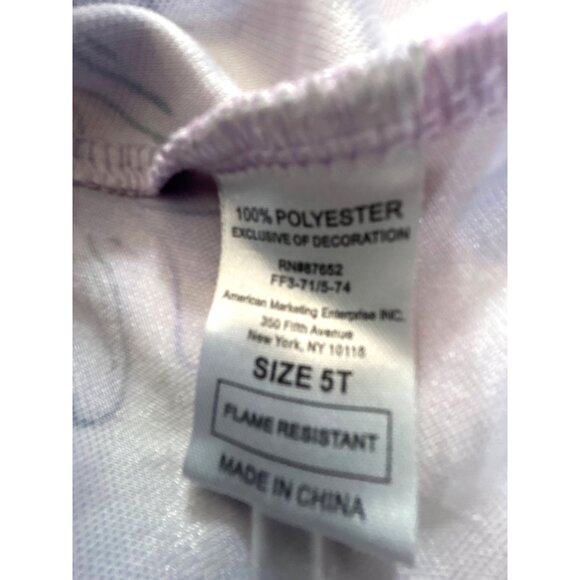 100% POLYESTER
EXCLUSIVE OF DECORATION
RN#87652
FF3-71/5-74
American Marketing Enterprise INC.
350 Fifth Avenue
New York, NY 10118
SIZE 5T
FLAME RESISTANT
MADE IN CHINA